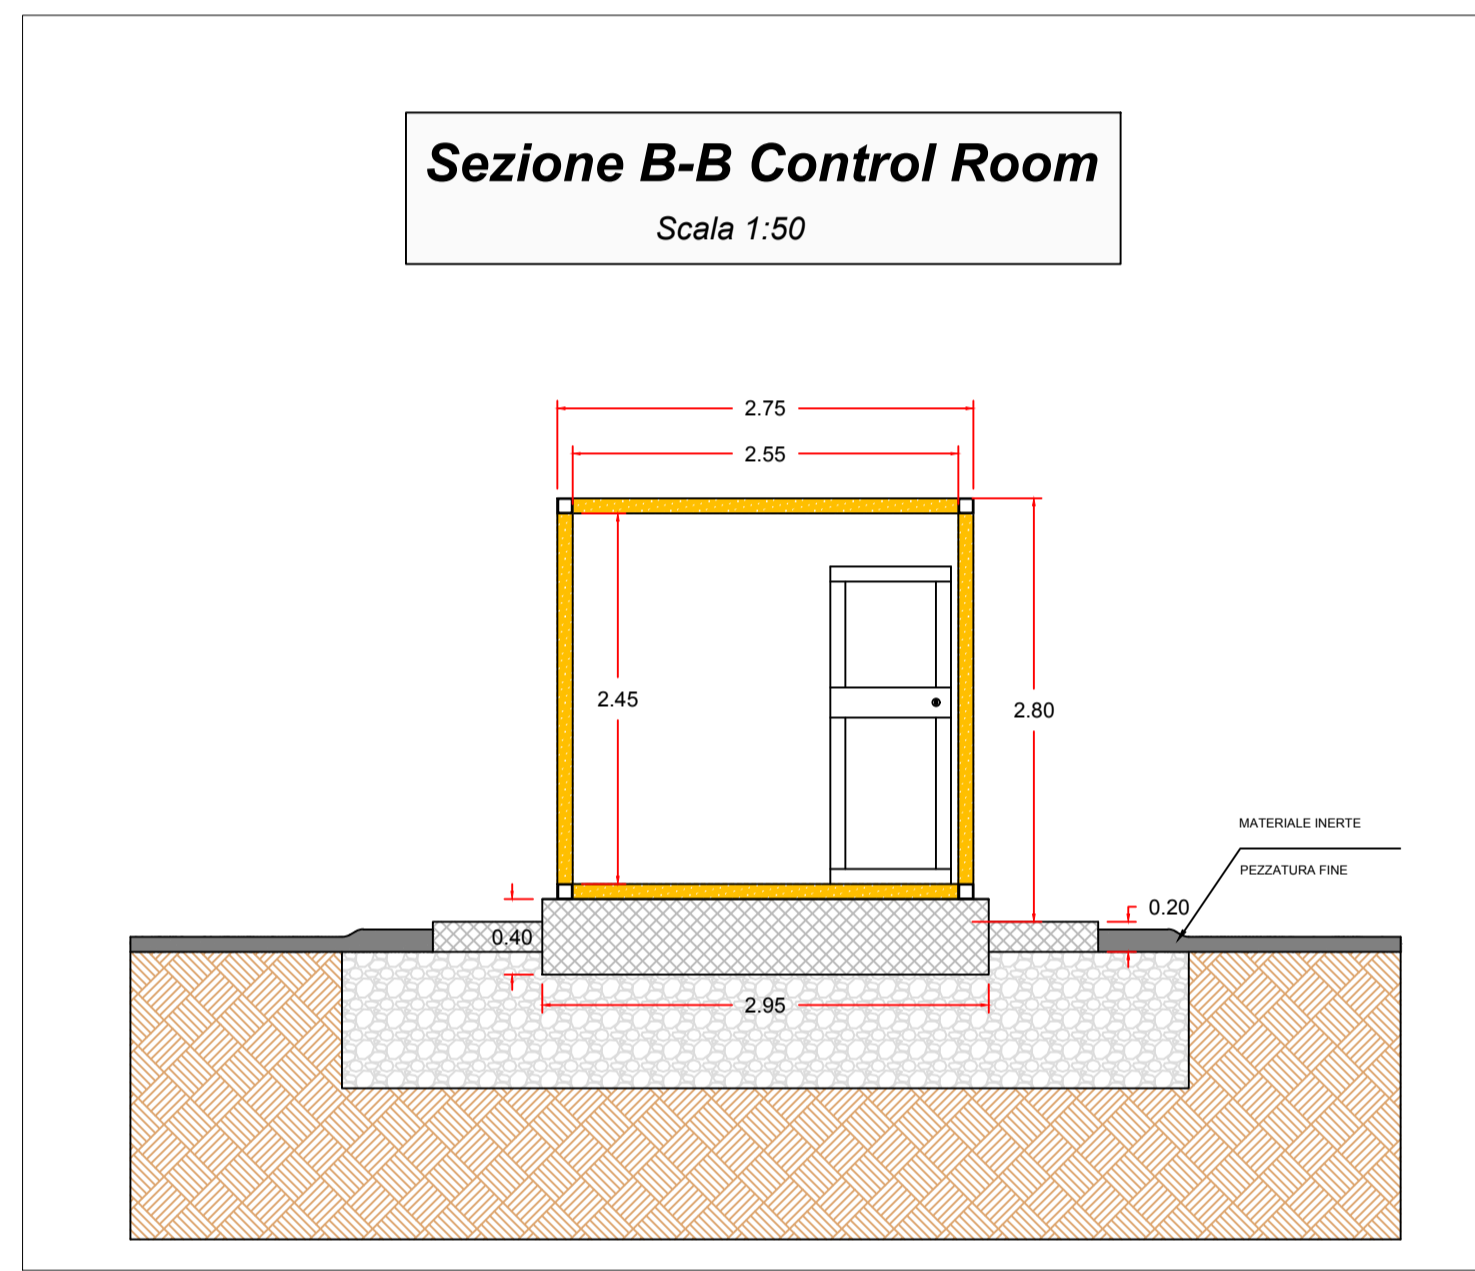 Sezione B-B Control Room
Scala 1:50
2.75
2.55
2.45
2.80
MATERIALE INERTE
PEZZATURA FINE
0.20
0.40
2.95